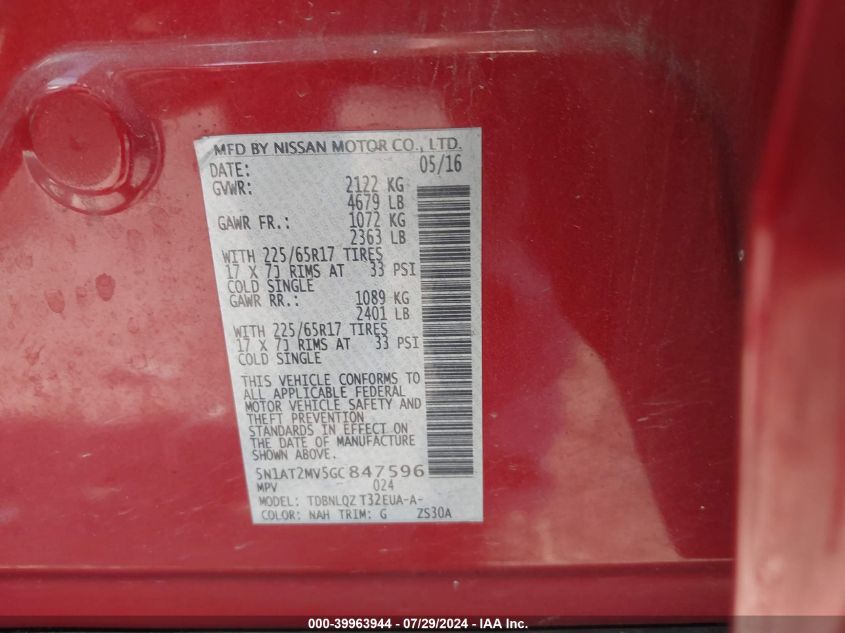 MFD BY NISSAN MOTOR CO., LTD.
DATE: 05/16
GVWR: 2122 KG
4679 LB
GAWR FR.: 1072 KG
2363 LB
WITH 225/65R17 TIRES
17 X 7J RIMS AT 33 PSI
COLD SINGLE
GAWR RR.: 1089 KG
2401 LB
WITH 225/65R17 TIRES
17 X 7J RIMS AT 33 PSI
COLD SINGLE
THIS VEHICLE CONFORMS TO
ALL APPLICABLE FEDERAL
MOTOR VEHICLE SAFETY AND
THEFT PREVENTION
STANDARDS IN EFFECT ON
THE DATE OF MANUFACTURE
SHOWN ABOVE.
5N1AT2MV5GC847596
MPV 024
MODEL: TDBNLQZ T32EUA-A-
COLOR: NAH TRIM: G ZS30A
000-39963944 / 07/29/2024 - IAA Inc.